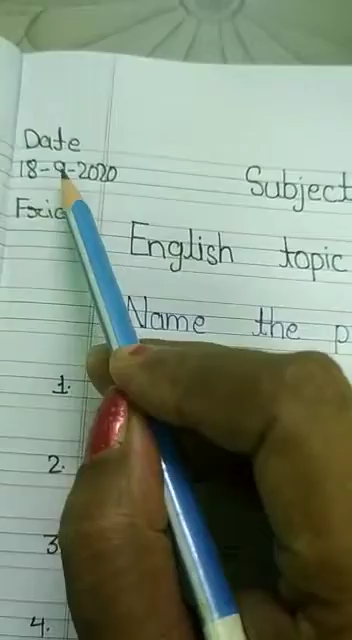 Date
18-9-2020 Subject
English topic
Name the
1.
2.
3
4.